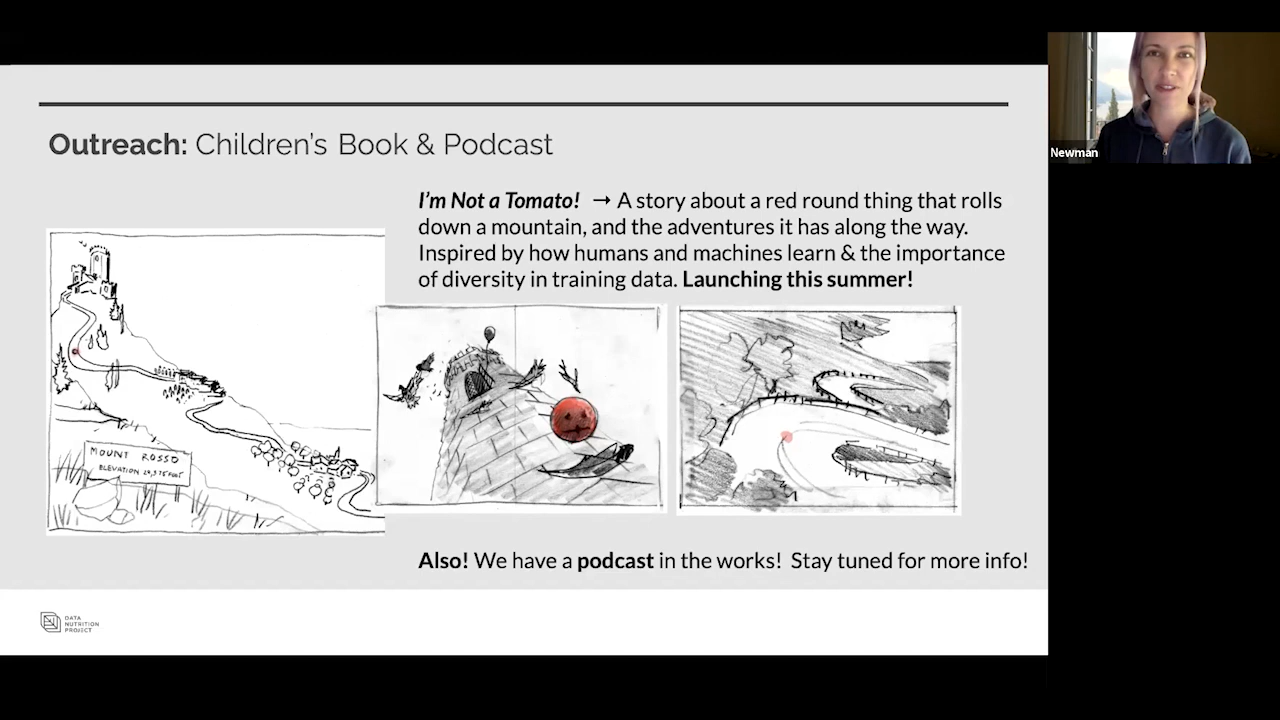 Outreach: Children's Book & Podcast
Newman
I'm Not a Tomato! → A story about a red round thing that rolls
down a mountain, and the adventures it has along the way.
Inspired by how humans and machines learn & the importance
of diversity in training data. Launching this summer!
MOUNT ROSSO
ELEVATION
Also! We have a podcast in the works! Stay tuned for more info!
DATA
NUTRITION
PROJECT